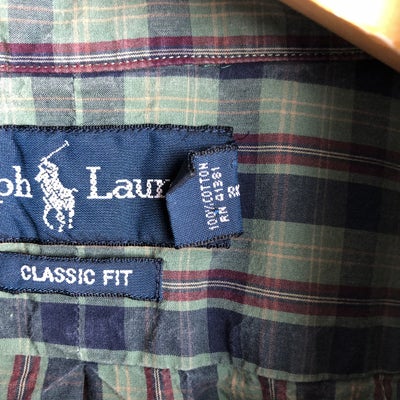 ph Laur
100% COTTON
RN 41381
CLASSIC FIT